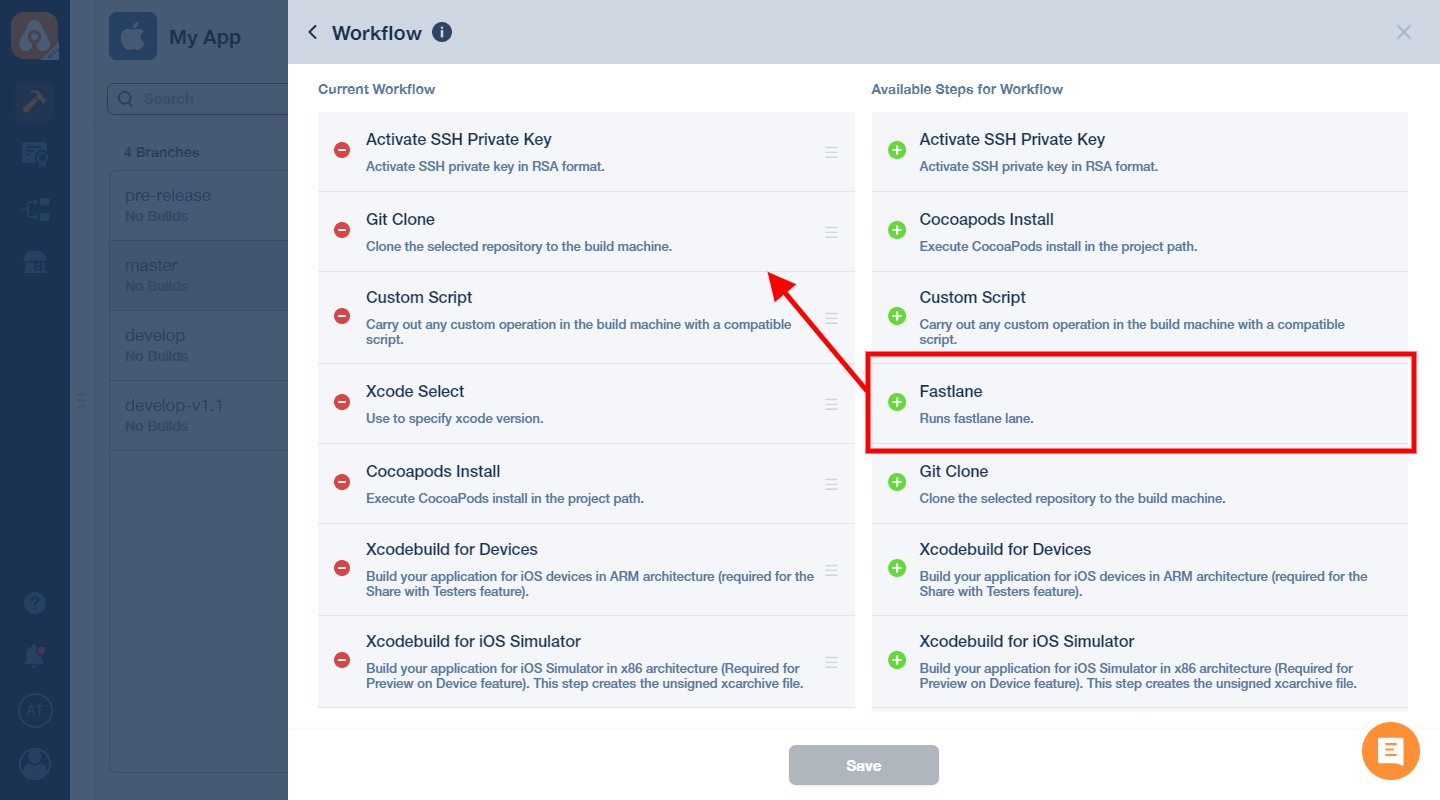 My App
Search
4 Branches
pre-release
No Builds
master
No Builds
develop
No Builds
develop-v1.1
No Builds
?
AT
Workflow i
Current Workflow
Activate SSH Private Key
Activate SSH private key in RSA format.
Git Clone
Clone the selected repository to the build machine.
Custom Script
Carry out any custom operation in the build machine with a compatible
script.
Xcode Select
Use to specify xcode version.
Cocoapods Install
Execute CocoaPods install in the project path.
Xcodebuild for Devices
Build your application for iOS devices in ARM architecture (required for the
Share with Testers feature).
Xcodebuild for iOS Simulator
Build your application for iOS Simulator in x86 architecture (Required for
Preview on Device feature). This step creates the unsigned xcarchive file.
Available Steps for Workflow
Activate SSH Private Key
Activate SSH private key in RSA format.
Cocoapods Install
Execute CocoaPods install in the project path.
Custom Script
Carry out any custom operation in the build machine with a compatible
script.
Fastlane
Runs fastlane lane.
Git Clone
Clone the selected repository to the build machine.
Xcodebuild for Devices
Build your application for iOS devices in ARM architecture (required for the
Share with Testers feature).
Xcodebuild for iOS Simulator
Build your application for iOS Simulator in x86 architecture (Required for
Preview on Device feature). This step creates the unsigned xcarchive file.
Save